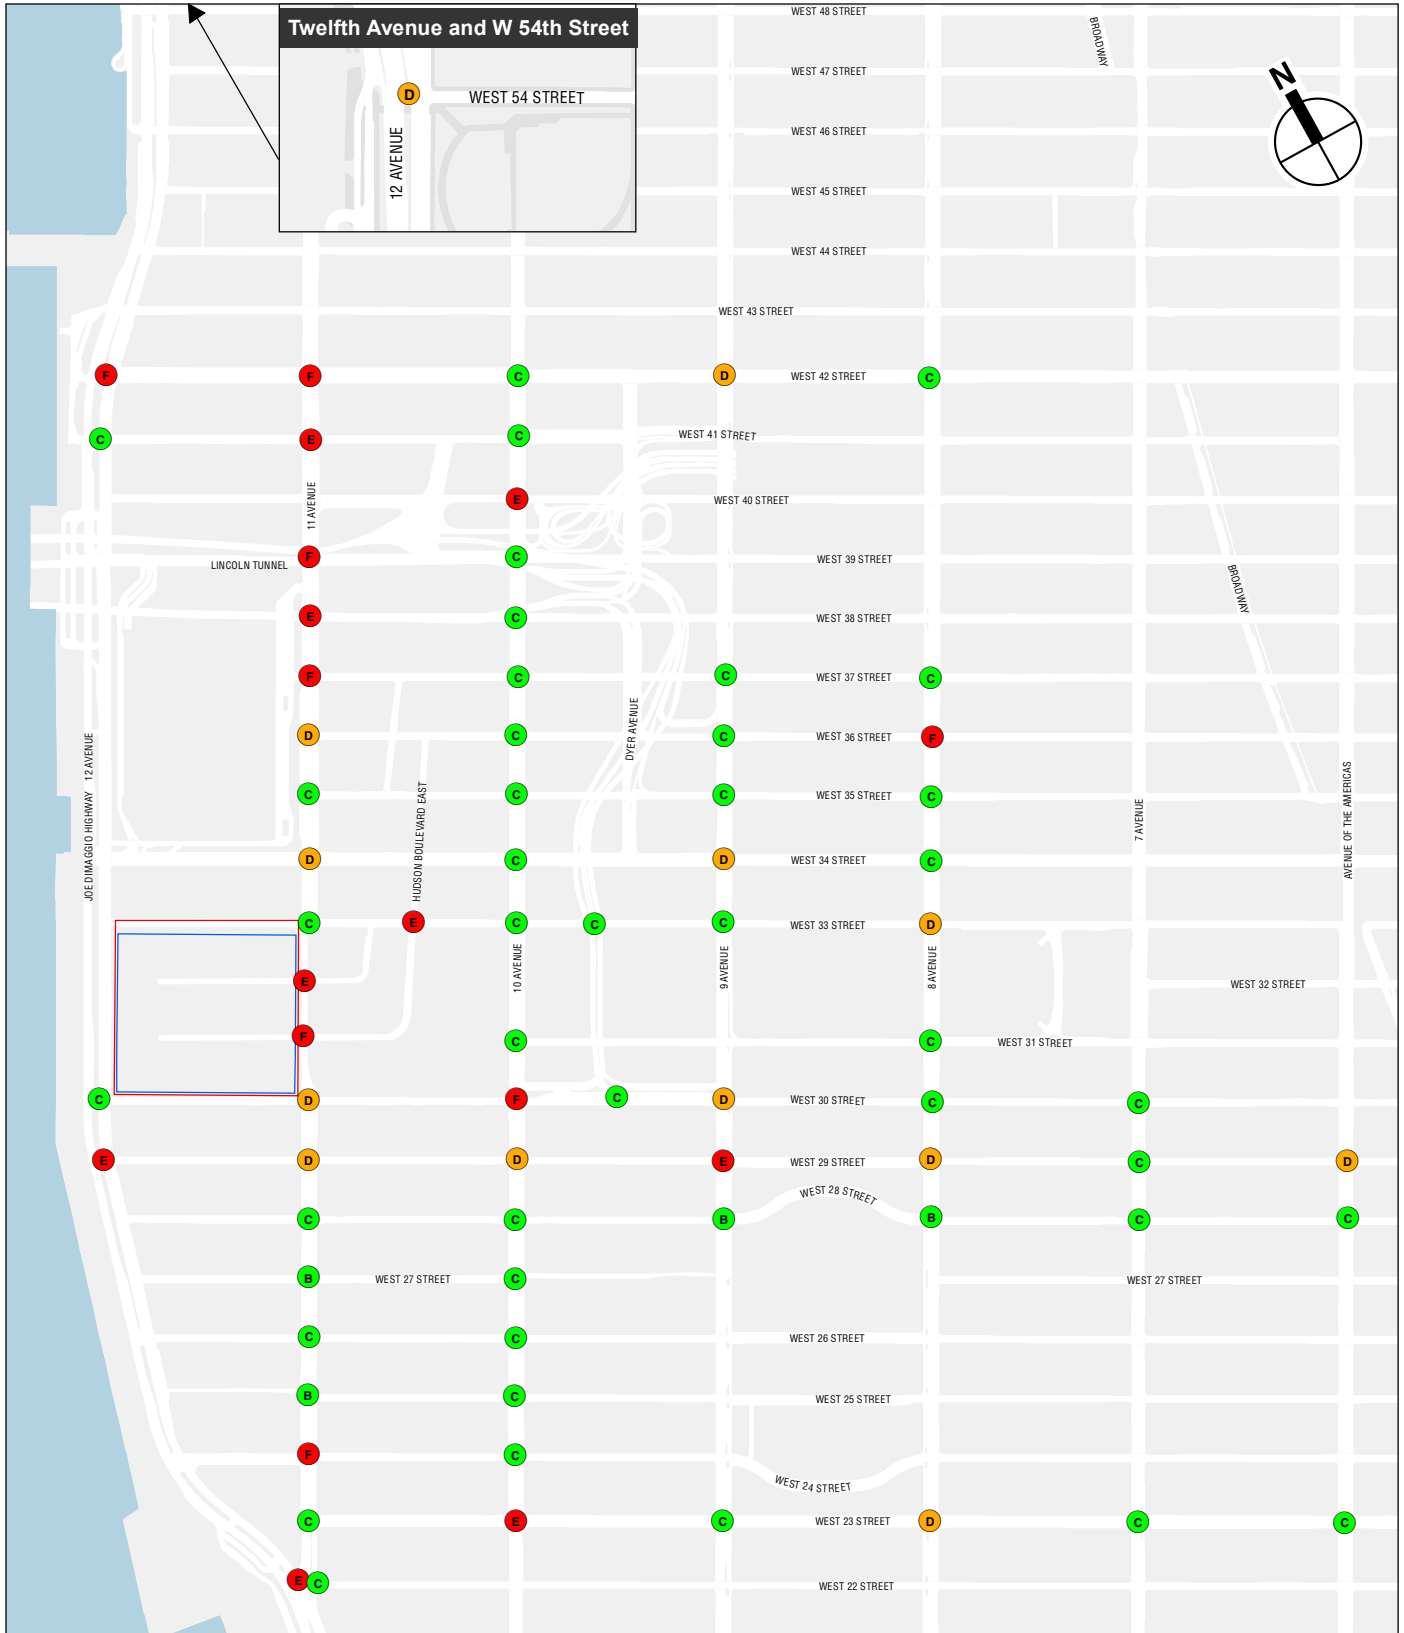 WEST 48 STREET
BROADWAY
Twelfth Avenue and W 54th Street
D
WEST 54 STREET
12 AVENUE
WEST 47 STREET
N
WEST 46 STREET
WEST 45 STREET
WEST 44 STREET
WEST 43 STREET
F
F
C
D
WEST 42 STREET
C
C
E
C
WEST 41 STREET
11 AVENUE
E
WEST 40 STREET
F
C
LINCOLN TUNNEL
WEST 39 STREET
BROADWAY
E
C
WEST 38 STREET
F
C
C
WEST 37 STREET
C
DYER AVENUE
D
C
C
WEST 36 STREET
F
JOE DIMAGGIO HIGHWAY 12 AVENUE
HUDSON BOULEVARD EAST
C
C
C
WEST 35 STREET
C
7 AVENUE
AVENUE OF THE AMERICAS
D
C
D
WEST 34 STREET
C
C
E
C
C
C
WEST 33 STREET
D
10 AVENUE
9 AVENUE
8 AVENUE
E
WEST 32 STREET
F
C
C
WEST 31 STREET
C
D
F
C
D
WEST 30 STREET
C
C
E
D
D
E
WEST 29 STREET
D
C
D
C
C
B
WEST 28 STREET
B
C
C
B
WEST 27 STREET
C
WEST 27 STREET
C
C
WEST 26 STREET
B
C
WEST 25 STREET
F
C
WEST 24 STREET
C
E
C
WEST 23 STREET
D
C
C
E
C
WEST 22 STREET